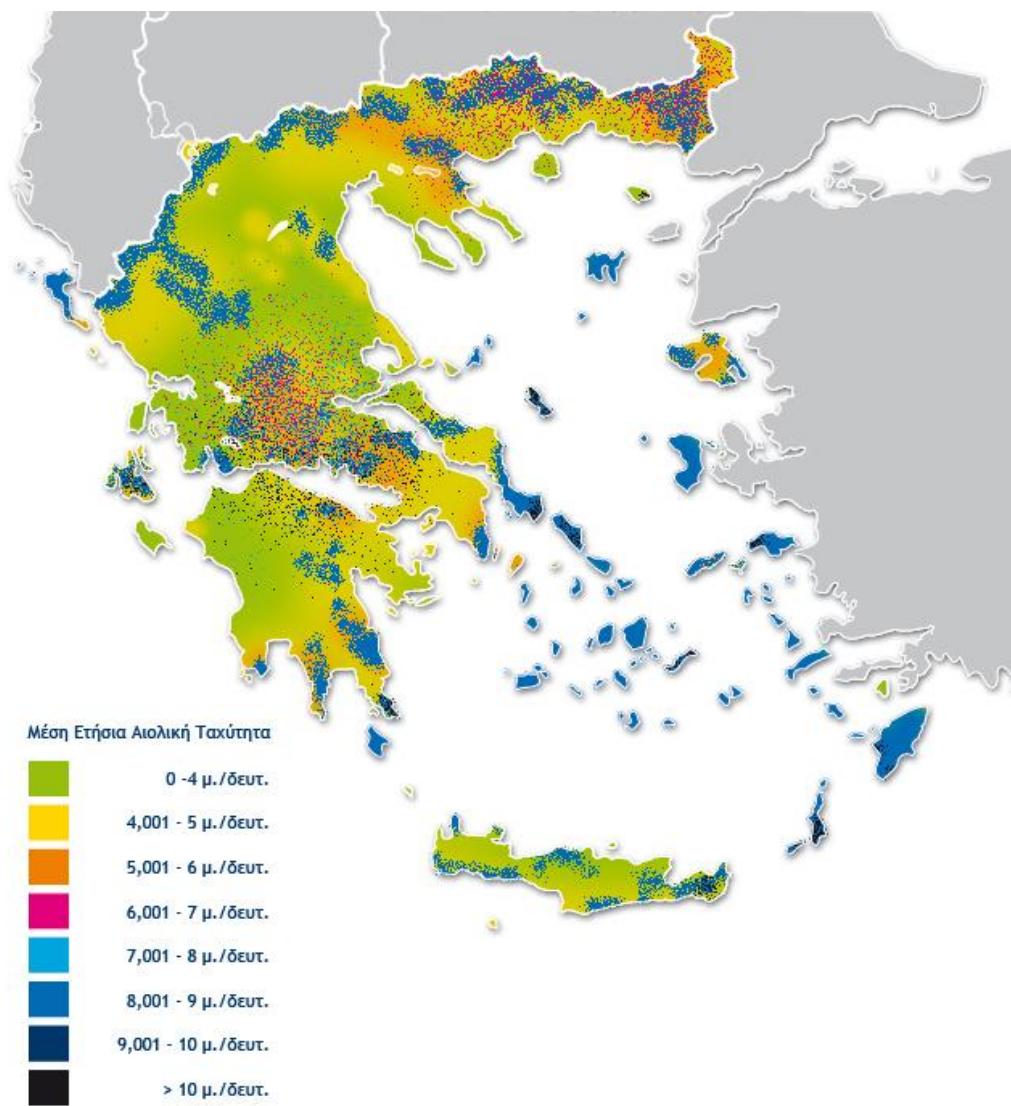 Μέση Ετήσια Αιολική Ταχύτητα
0 -4 μ./δευτ.
4,001 - 5 μ./δευτ.
5,001 - 6 μ./δευτ.
6,001 - 7 μ./δευτ.
7,001 - 8 μ./δευτ.
8,001 - 9 μ./δευτ.
9,001 - 10 μ./δευτ.
> 10 μ./δευτ.